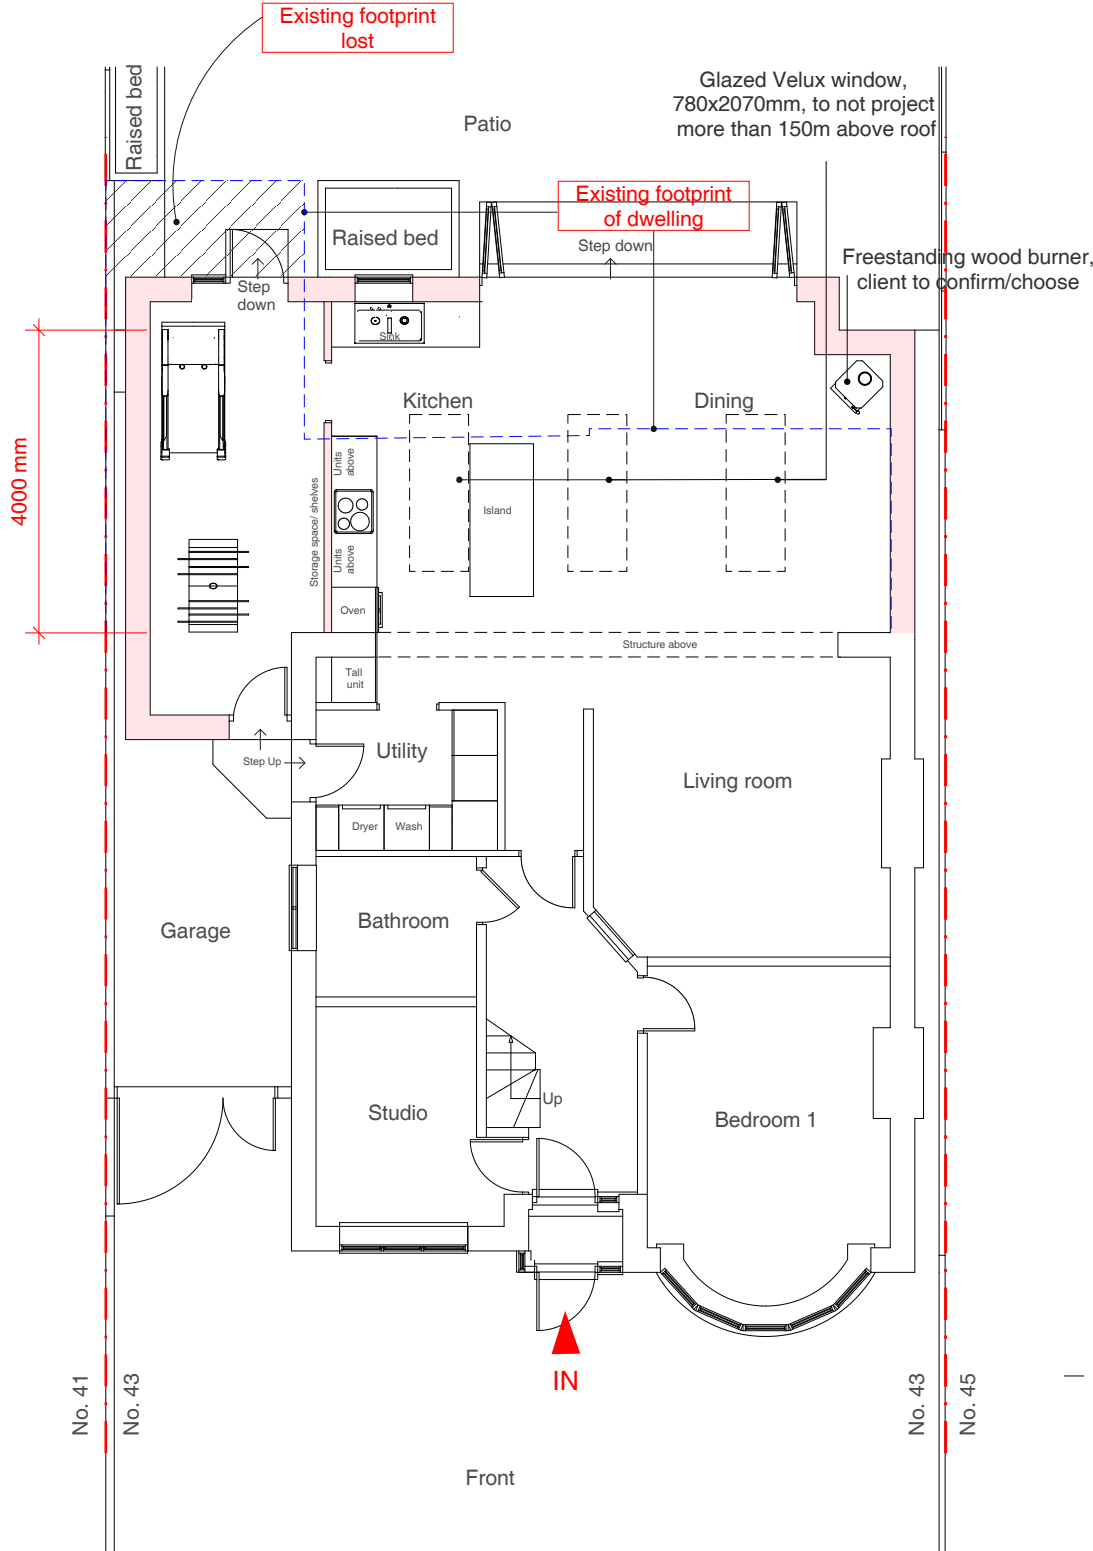 Existing footprint
lost
Raised bed
Patio
Glazed Velux window,
780x2070mm, to not project
more than 150m above roof
Existing footprint
of dwelling
Raised bed
Step down
Freestanding wood burner,
client to confirm/choose
Step
down
Sink
Kitchen
Dining
4000 mm
Units
above
Storage space/ shelves
Island
Units
above
Oven
Structure above
Tall
unit
Utility
Step Up
Living room
Dryer
Wash
Bathroom
Garage
Studio
Up
Bedroom 1
IN
No. 41
No. 43
No. 43
No. 45
Front